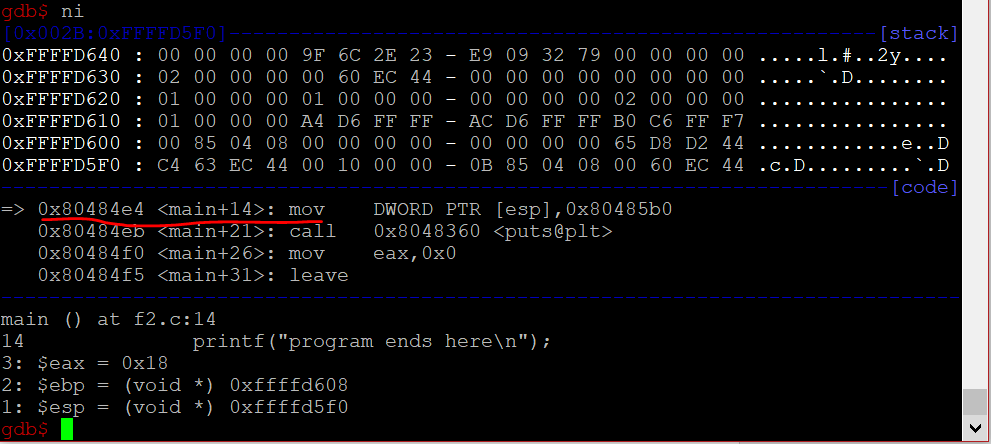 gdb$ ni
[0x002B:0xFFFFD5F0]------------------------------------------------------[stack]
0xFFFFD640 : 00 00 00 00 9F 6C 2E 23 - E9 09 32 79 00 00 00 00 .....l.#..2y....
0xFFFFD630 : 02 00 00 00 00 60 EC 44 - 00 00 00 00 00 00 00 00 .....`.D........
0xFFFFD620 : 01 00 00 00 01 00 00 00 - 00 00 00 00 02 00 00 00 ................
0xFFFFD610 : 01 00 00 00 A4 D6 FF FF - AC D6 FF FF B0 C6 FF F7 ................
0xFFFFD600 : 00 85 04 08 00 00 00 00 - 00 00 00 00 65 D8 D2 44 ............e..D
0xFFFFD5F0 : C4 63 EC 44 00 10 00 00 - 0B 85 04 08 00 60 EC 44 .c.D.........`.D
--------------------------------------------------------------------------[code]
=> 0x80484e4 <main+14>: mov    DWORD PTR [esp],0x80485b0
   0x80484eb <main+21>: call   0x8048360 <puts@plt>
   0x80484f0 <main+26>: mov    eax,0x0
   0x80484f5 <main+31>: leave
--------------------------------------------------------------------------------
main () at f2.c:14
14              printf("program ends here\n");
3: $eax = 0x18
2: $ebp = (void *) 0xffffd608
1: $esp = (void *) 0xffffd5f0
gdb$